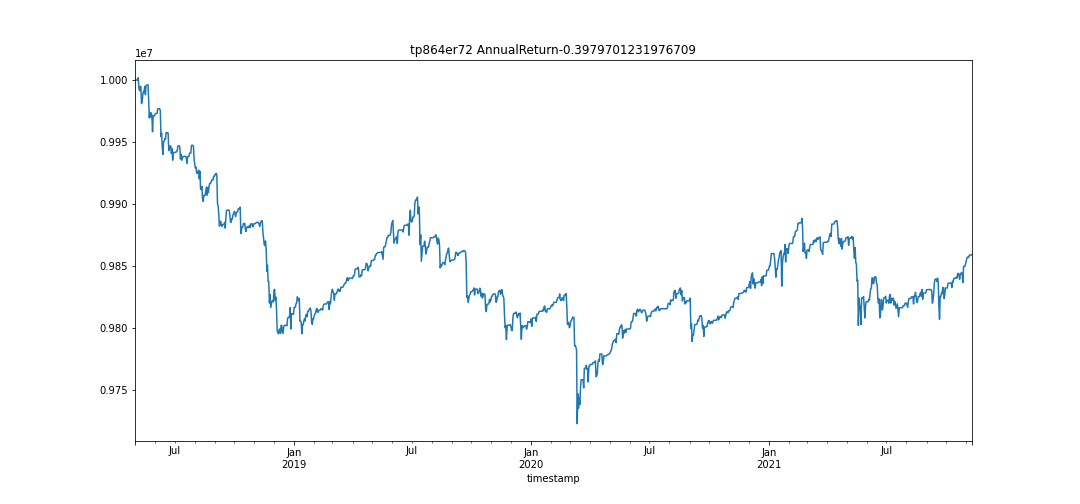 tp864er72 AnnualReturn-0.3979701231976709
1e7
1.000
0.995
0.990
0.985
0.980
0.975
Jul
Jan
2019
Jul
Jan
2020
Jul
Jan
2021
Jul
timestamp